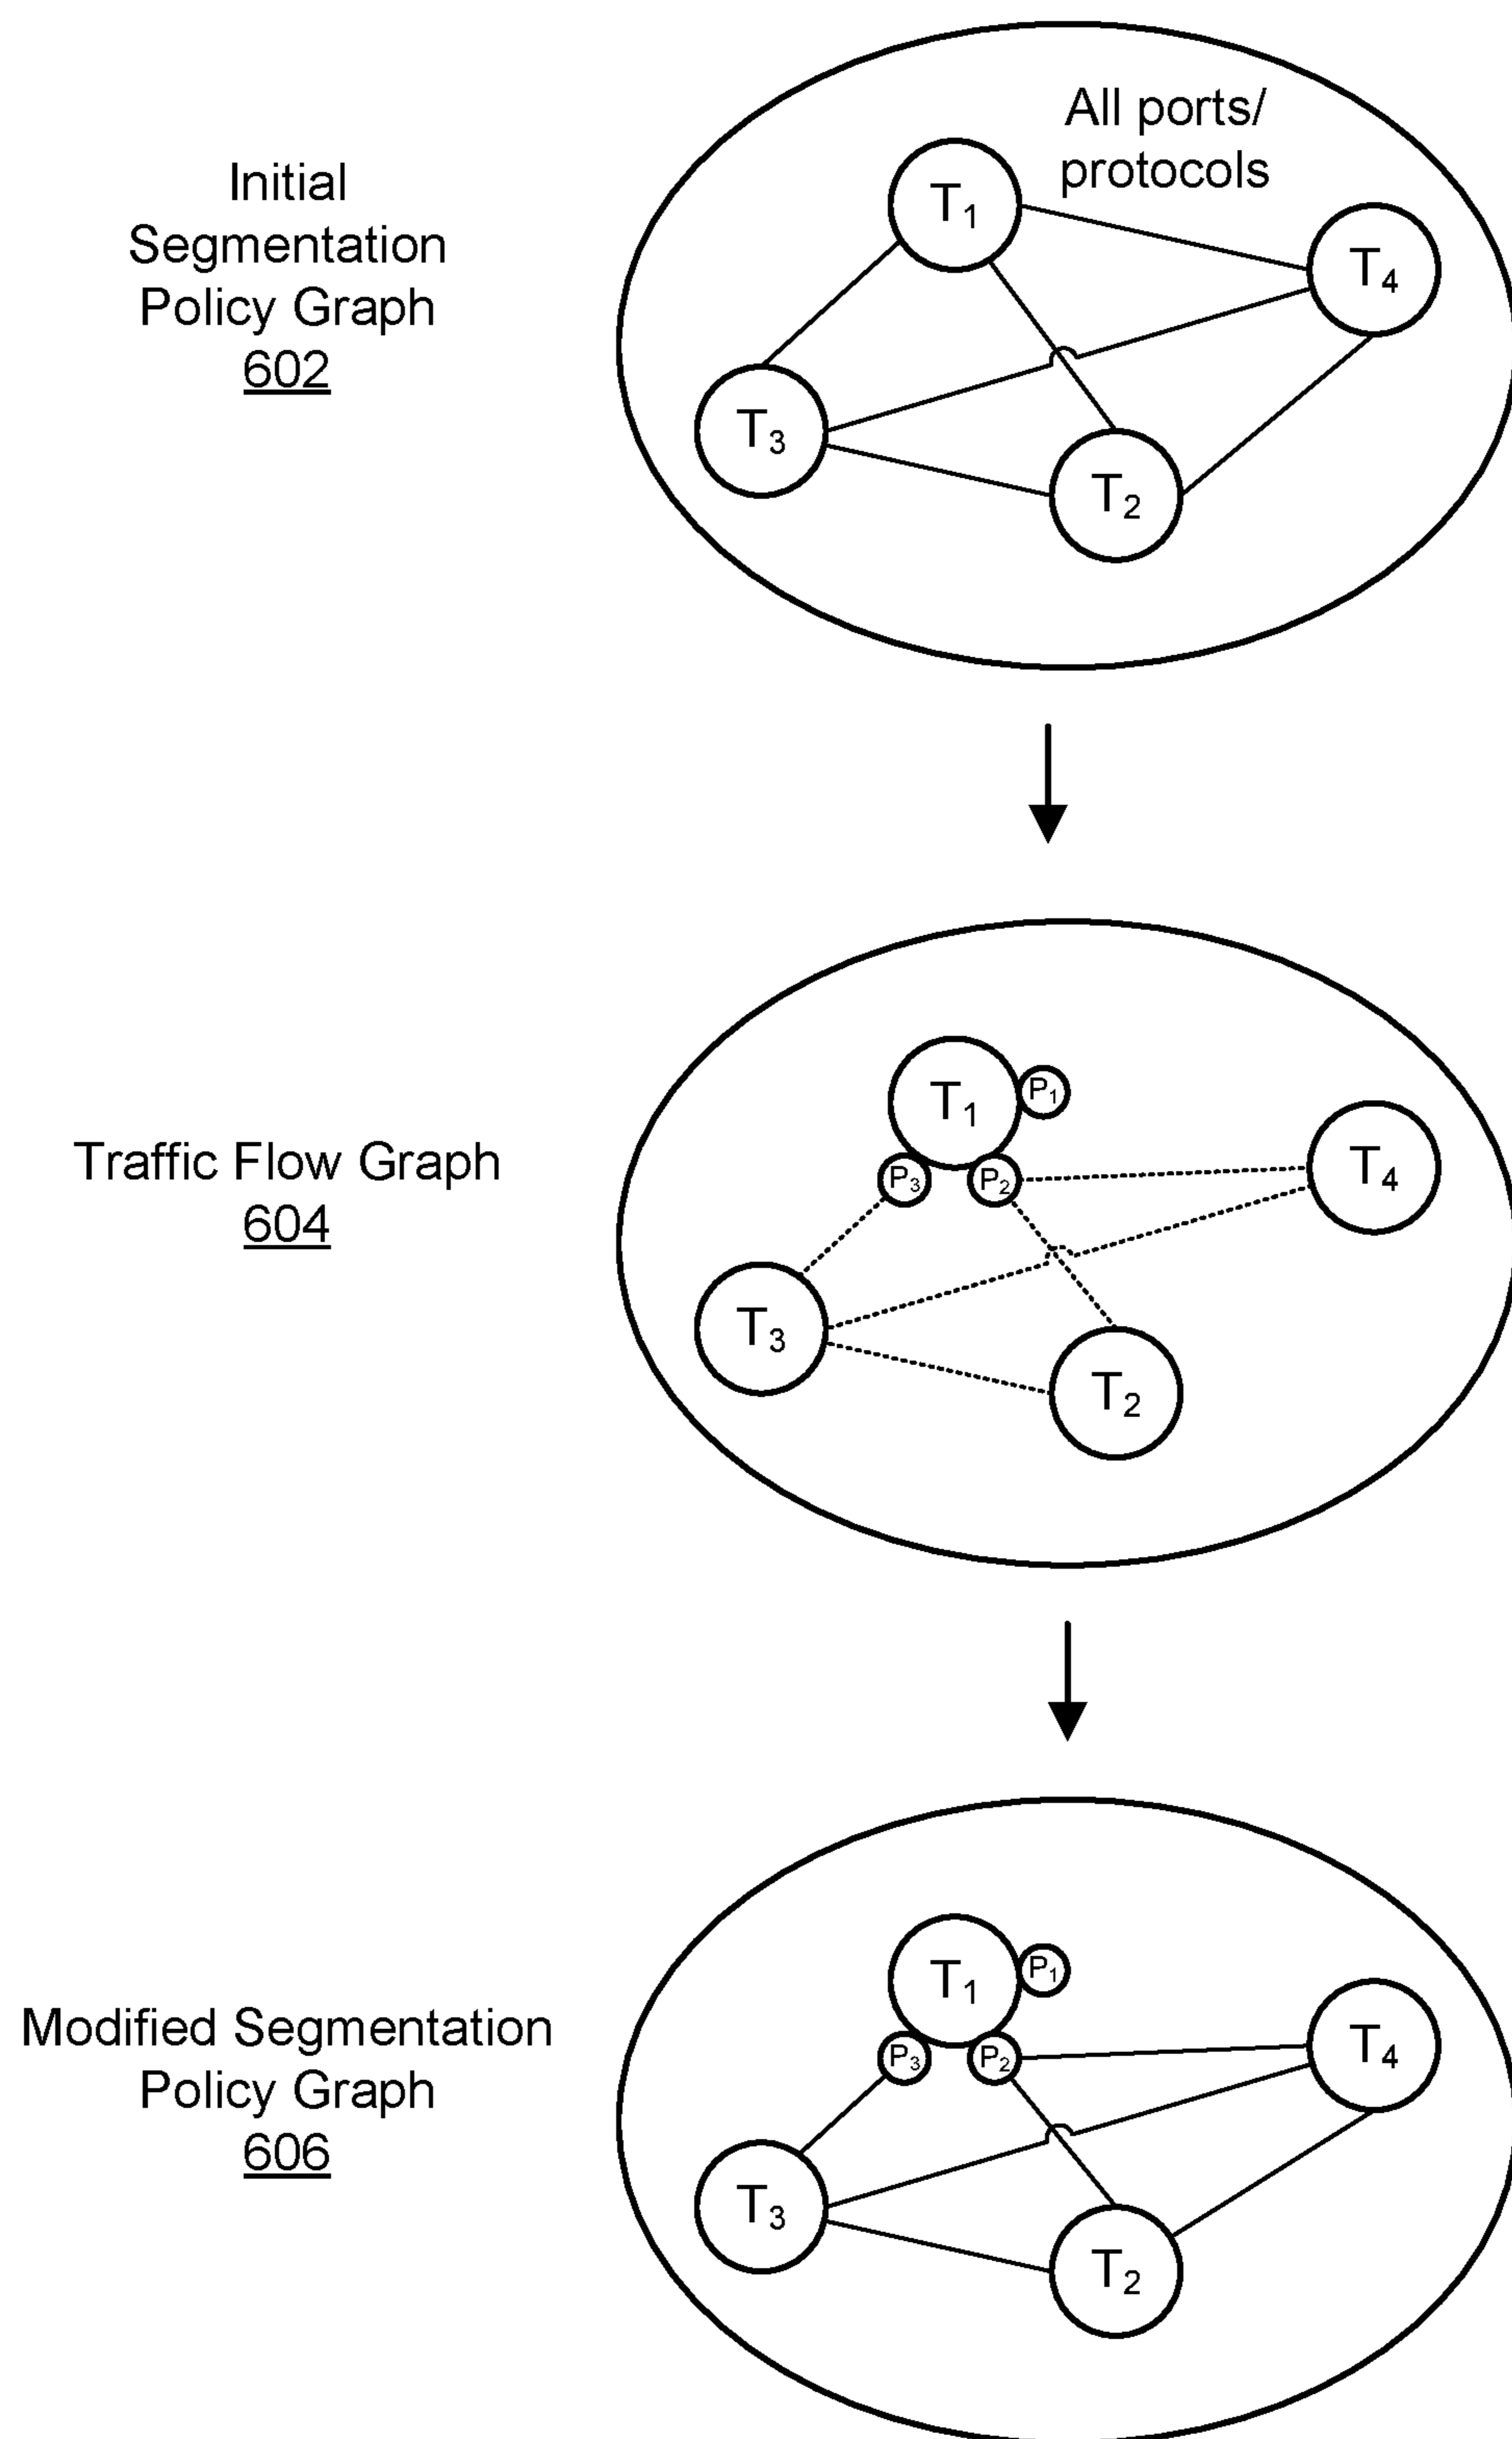 Initial
Segmentation
Policy Graph
602
All ports/
protocols
T1
T4
T3
T2
Traffic Flow Graph
604
T1
P1
P3
P2
T4
T3
T2
Modified Segmentation
Policy Graph
606
T1
P1
P3
P2
T4
T3
T2